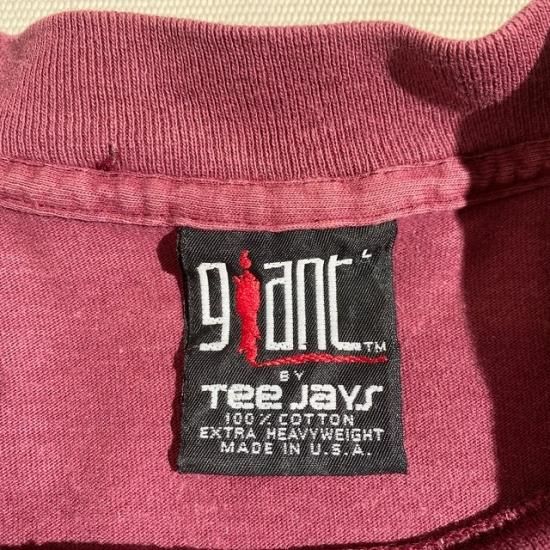 giant L
TM
BY
Tee Jays
100% COTTON
EXTRA HEAVYWEIGHT
MADE IN U.S.A.